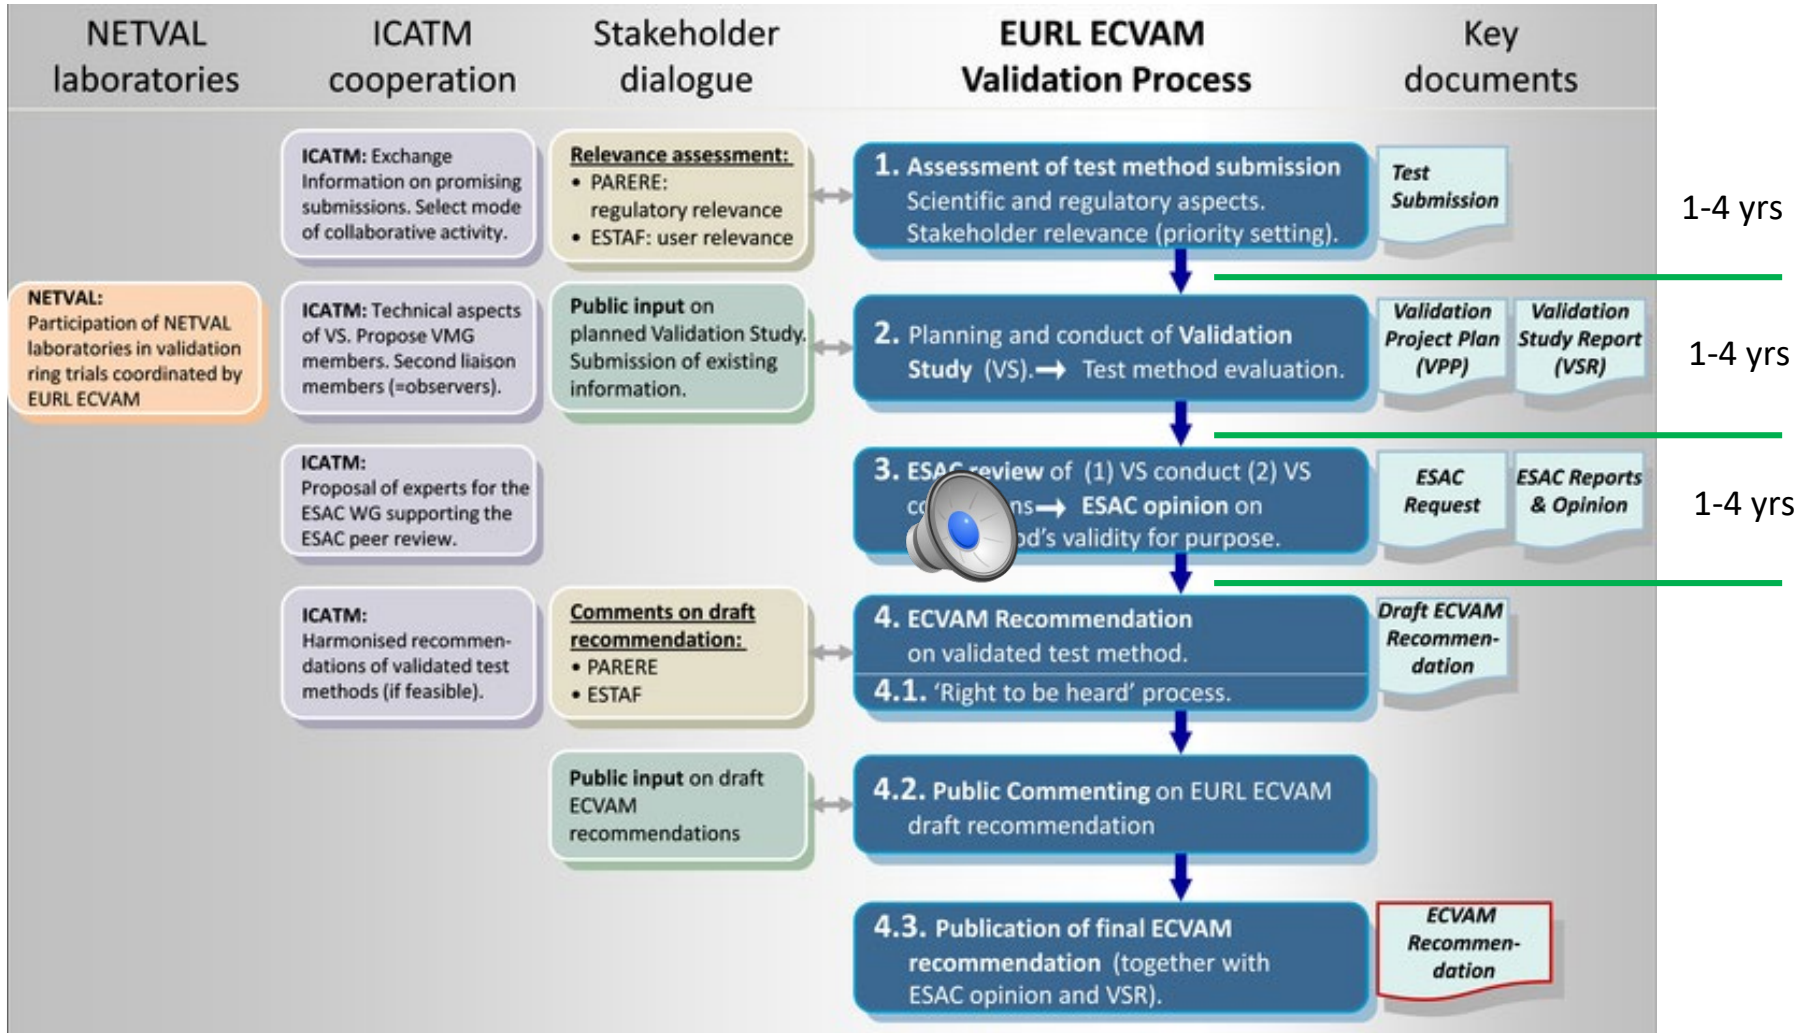 NETVAL
laboratories
ICATM
cooperation
Stakeholder
dialogue
EURL ECVAM
Validation Process
Key
documents
ICATM: Exchange
Information on promising
submissions. Select mode
of collaborative activity.
Relevance assessment:
• PARERE:
regulatory relevance
• ESTAF: user relevance
1. Assessment of test method submission
Scientific and regulatory aspects.
Stakeholder relevance (priority setting).
Test
Submission
1-4 yrs
NETVAL:
Participation of NETVAL
laboratories in validation
ring trials coordinated by
EURL ECVAM
ICATM: Technical aspects
of VS. Propose VMG
members. Second liaison
members (=observers).
Public input on
planned Validation Study.
Submission of existing
information.
2. Planning and conduct of Validation
Study (VS).→ Test method evaluation.
Validation
Project Plan
(VPP)
Validation
Study Report
(VSR)
1-4 yrs
ICATM:
Proposal of experts for the
ESAC WG supporting the
ESAC peer review.
3. ESAC review of (1) VS conduct (2) VS
→ ESAC opinion on
validity for purpose.
ESAC
Request
ESAC Reports
& Opinion
1-4 yrs
ICATM:
Harmonised recommen-
dations of validated test
methods (if feasible).
Comments on draft
recommendation:
• PARERE
• ESTAF
4. ECVAM Recommendation
on validated test method.
4.1. ‘Right to be heard’ process.
Draft ECVAM
Recommen-
dation
Public input on draft
ECVAM
recommendations
4.2. Public Commenting on EURL ECVAM
draft recommendation
4.3. Publication of final ECVAM
recommendation (together with
ESAC opinion and VSR).
ECVAM
Recommen-
dation